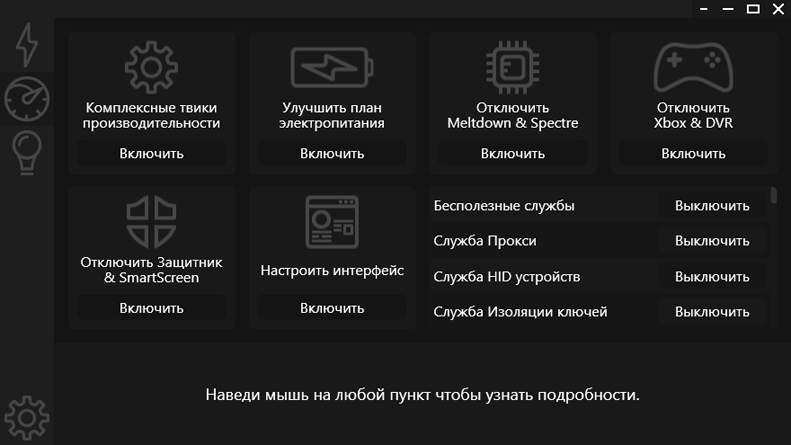 Комплексные твики
производительности
Включить
Улучшить план
электропитания
Включить
Отключить
Meltdown & Spectre
Включить
Отключить
Xbox & DVR
Включить
Отключить Защитник
& SmartScreen
Включить
Настроить интерфейс
Включить
Бесполезные службы Выключить
Служба Прокси Выключить
Служба HID устройств Выключить
Служба Изоляции ключей Выключить
Наведи мышь на любой пункт чтобы узнать подробности.